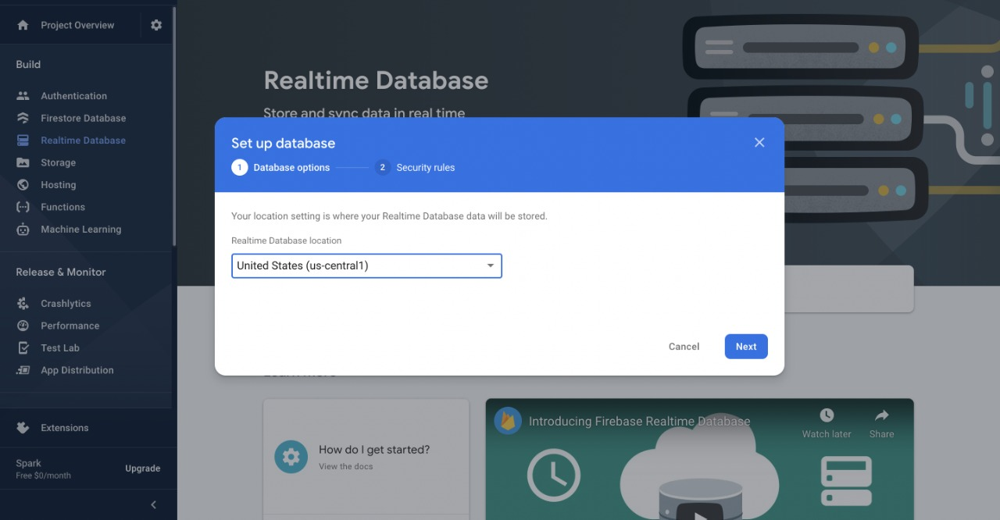 Project Overview
Build
Authentication
Firestore Database
Realtime Database
Storage
Hosting
Functions
Machine Learning
Release & Monitor
Crashlytics
Performance
Test Lab
App Distribution
Extensions
Spark
Free $0/month
Upgrade
Realtime Database
Store and sync data in real time
Set up database
1 Database options
2 Security rules
Your location setting is where your Realtime Database data will be stored.
Realtime Database location
United States (us-central1)
Cancel
Next
Learn more
How do I get started?
View the docs
Introducing Firebase Realtime Database
Watch later
Share